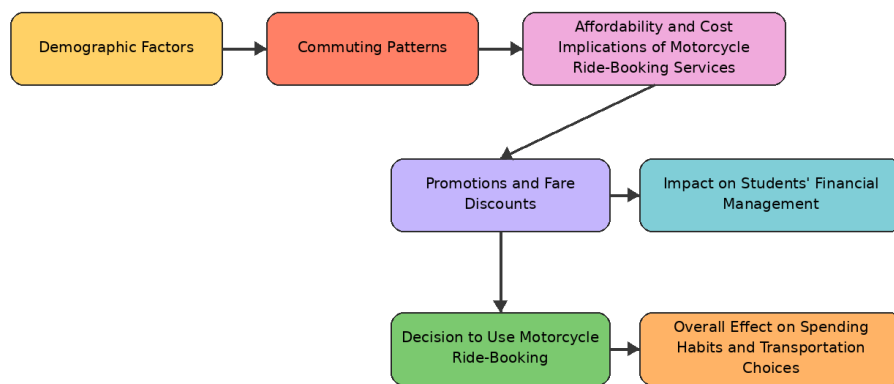 Demographic Factors
Commuting Patterns
Affordability and Cost
Implications of Motorcycle
Ride-Booking Services
Promotions and Fare
Discounts
Impact on Students' Financial
Management
Decision to Use Motorcycle
Ride-Booking
Overall Effect on Spending
Habits and Transportation
Choices